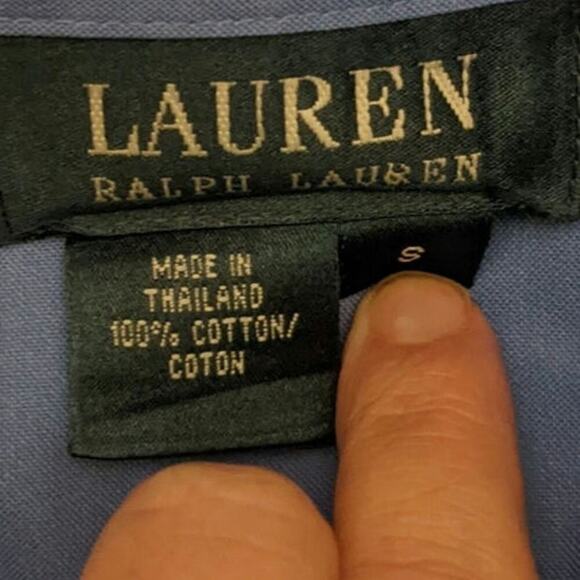 LAUREN
RALPH LAUREN
S
MADE IN
THAILAND
100% COTTON/
COTON